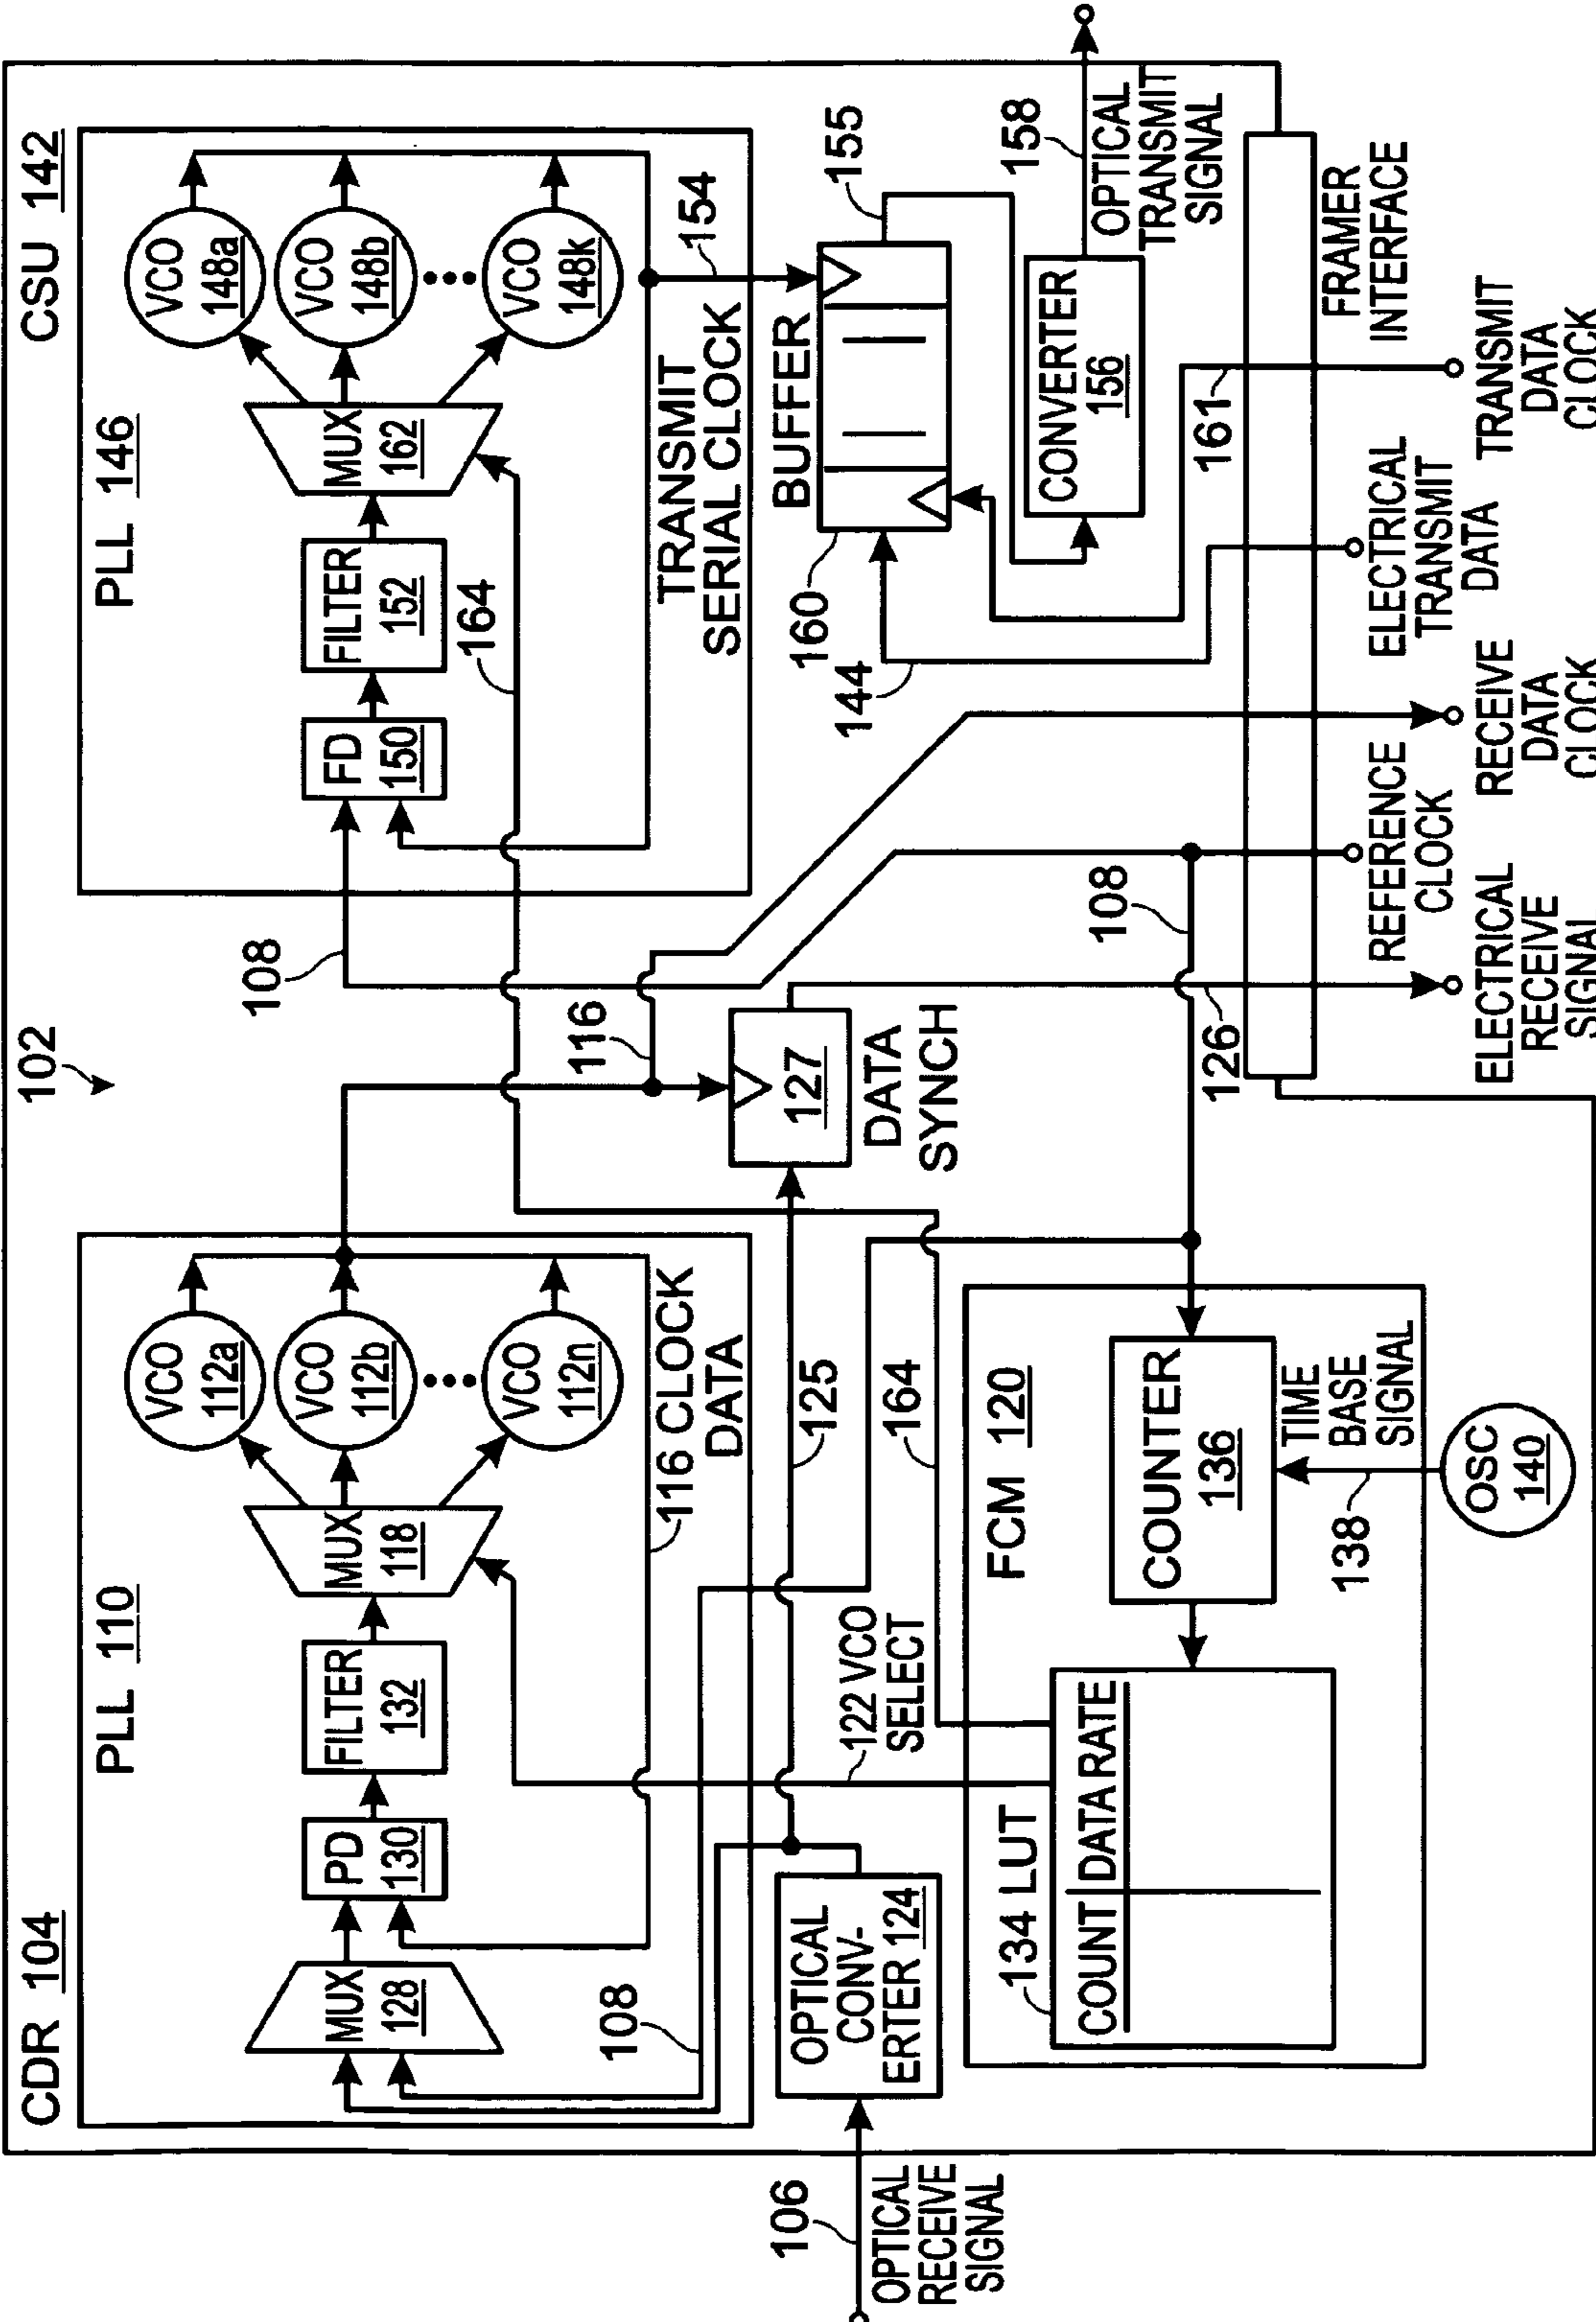 102
CDR 104
PLL 110
MUX
128
PD
130
FILTER
132
MUX
118
VCO
112a
VCO
112b
VCO
112n
116 CLOCK
DATA
108
CSU 142
PLL 146
FD
150
FILTER
152
MUX
162
VCO
148a
VCO
148b
VCO
148k
164
TRANSMIT
SERIAL CLOCK
154
108
116
106
OPTICAL
RECEIVE
SIGNAL
OPTICAL
CONV-
ERTER 124
122 VCO
SELECT
125
164
127
DATA
SYNCH
BUFFER
160
155
144
CONVERTER
156
158
OPTICAL
TRANSMIT
SIGNAL
161
FCM 120
134 LUT
COUNT
DATA RATE
COUNTER
136
TIME
BASE
SIGNAL
138
OSC
140
108
126
FRAMER
INTERFACE
ELECTRICAL
RECEIVE
SIGNAL
REFERENCE
CLOCK
RECEIVE
DATA
CLOCK
ELECTRICAL
TRANSMIT
DATA
TRANSMIT
DATA
CLOCK